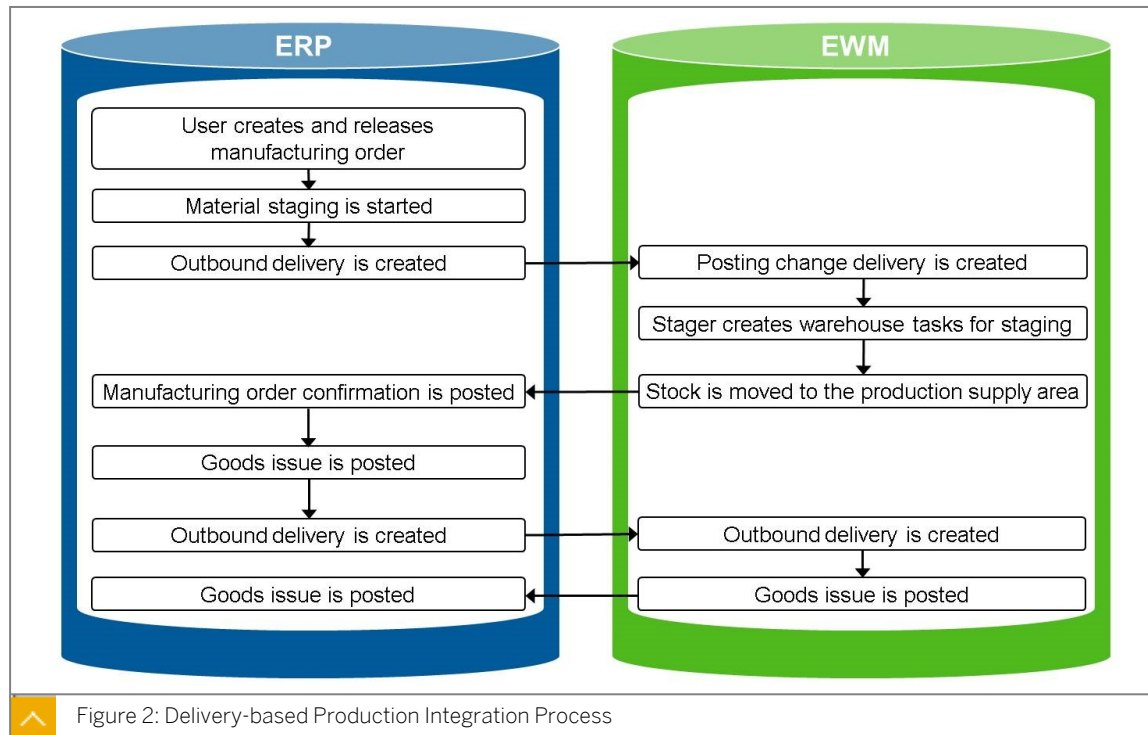 ERP
User creates and releases
manufacturing order
Material staging is started
Outbound delivery is created
Manufacturing order confirmation is posted
Goods issue is posted
Outbound delivery is created
Goods issue is posted
EWM
Posting change delivery is created
Stager creates warehouse tasks for staging
Stock is moved to the production supply area
Outbound delivery is created
Goods issue is posted
Figure 2: Delivery-based Production Integration Process